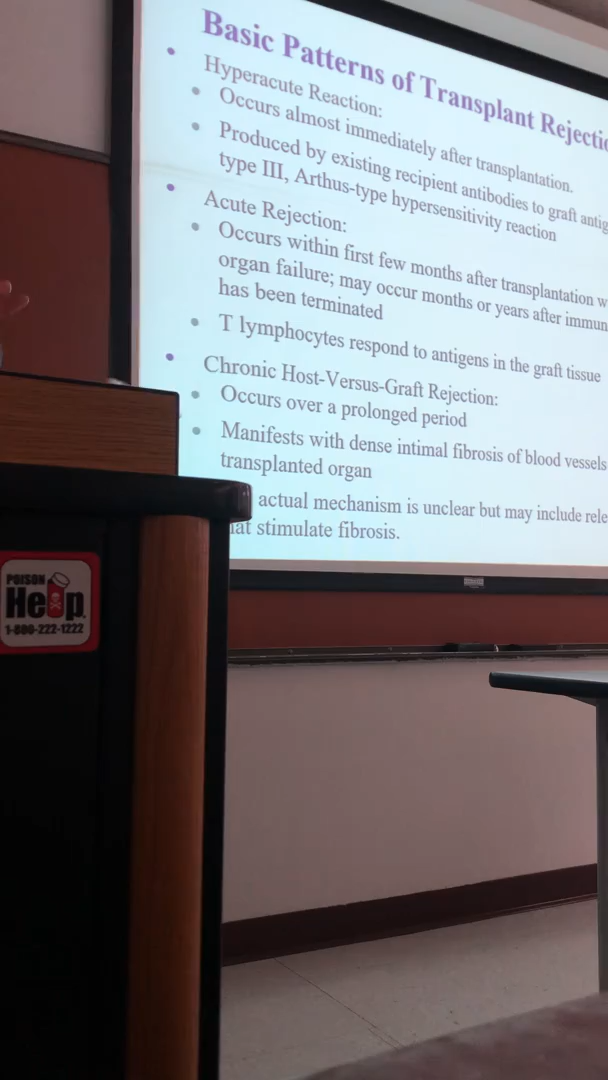 Basic Patterns of Transplant Rejectio
• Hyperacute Reaction:
• Occurs almost immediately after transplantation.
• Produced by existing recipient antibodies to graft antig
type III, Arthus-type hypersensitivity reaction
• Acute Rejection:
• Occurs within first few months after transplantation w
organ failure; may occur months or years after immun
has been terminated
• T lymphocytes respond to antigens in the graft tissue
• Chronic Host-Versus-Graft Rejection:
• Occurs over a prolonged period
• Manifests with dense intimal fibrosis of blood vessels
transplanted organ
actual mechanism is unclear but may include rele
hat stimulate fibrosis.
POISON
Help
1-800-222-1222